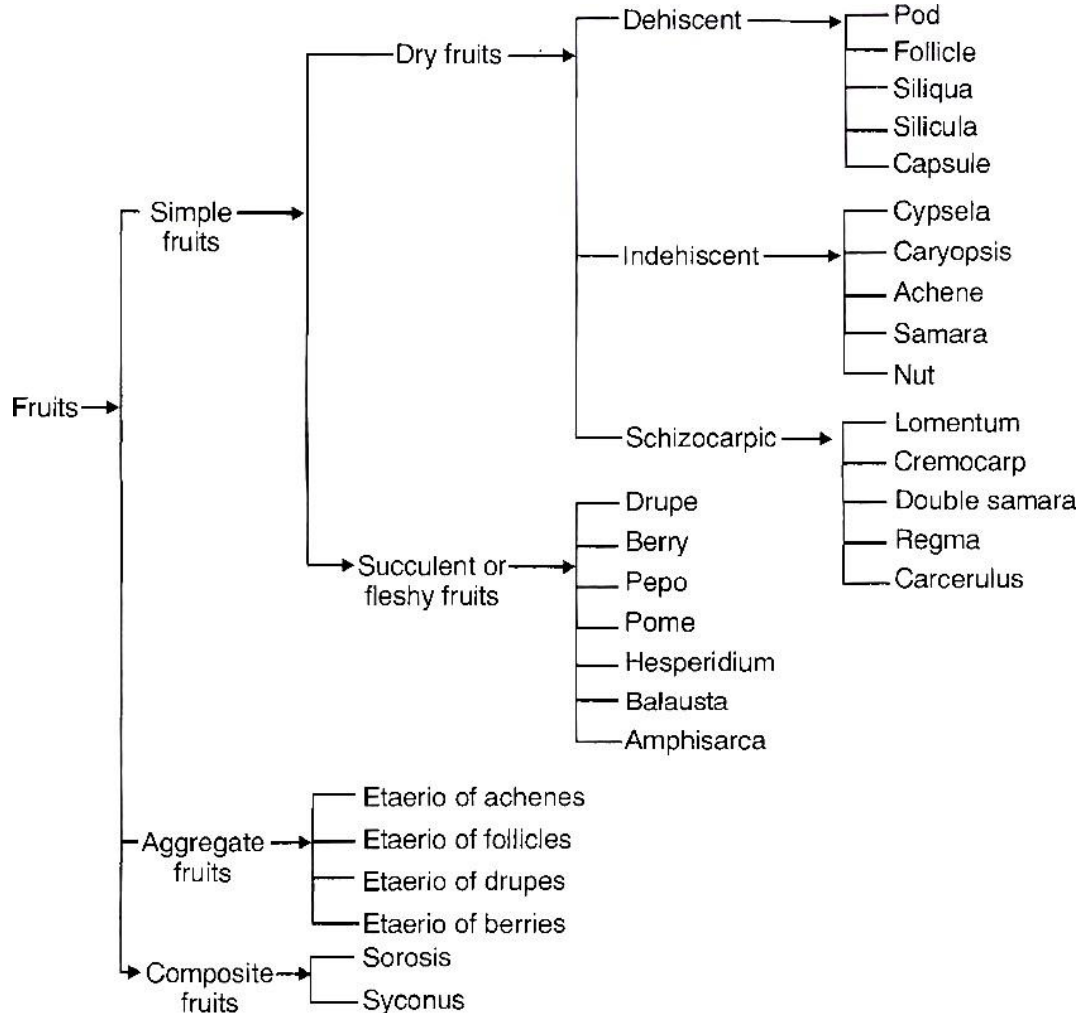 Fruits
Simple
fruits
Dry fruits
Dehiscent
Pod
Follicle
Siliqua
Silicula
Capsule
Indehiscent
Cypsela
Caryopsis
Achene
Samara
Nut
Schizocarpic
Lomentum
Cremocarp
Double samara
Regma
Carcerulus
Succulent or
fleshy fruits
Drupe
Berry
Pepo
Pome
Hesperidium
Balausta
Amphisarca
Aggregate
fruits
Etaerio of achenes
Etaerio of follicles
Etaerio of drupes
Etaerio of berries
Composite
fruits
Sorosis
Syconus